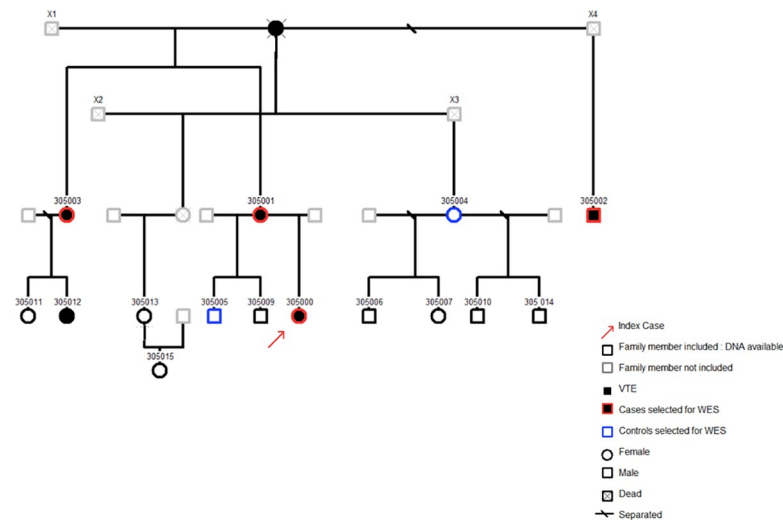 X1
X4
X2
X3
305003
305001
305004
305002
305011
305012
305013
305005
305009
305000
305006
305007
305010
305 014
305015
Index Case
Family member included : DNA available
Family member not included
VTE
Cases selected for WES
Controls selected for WES
Female
Male
Dead
Separated